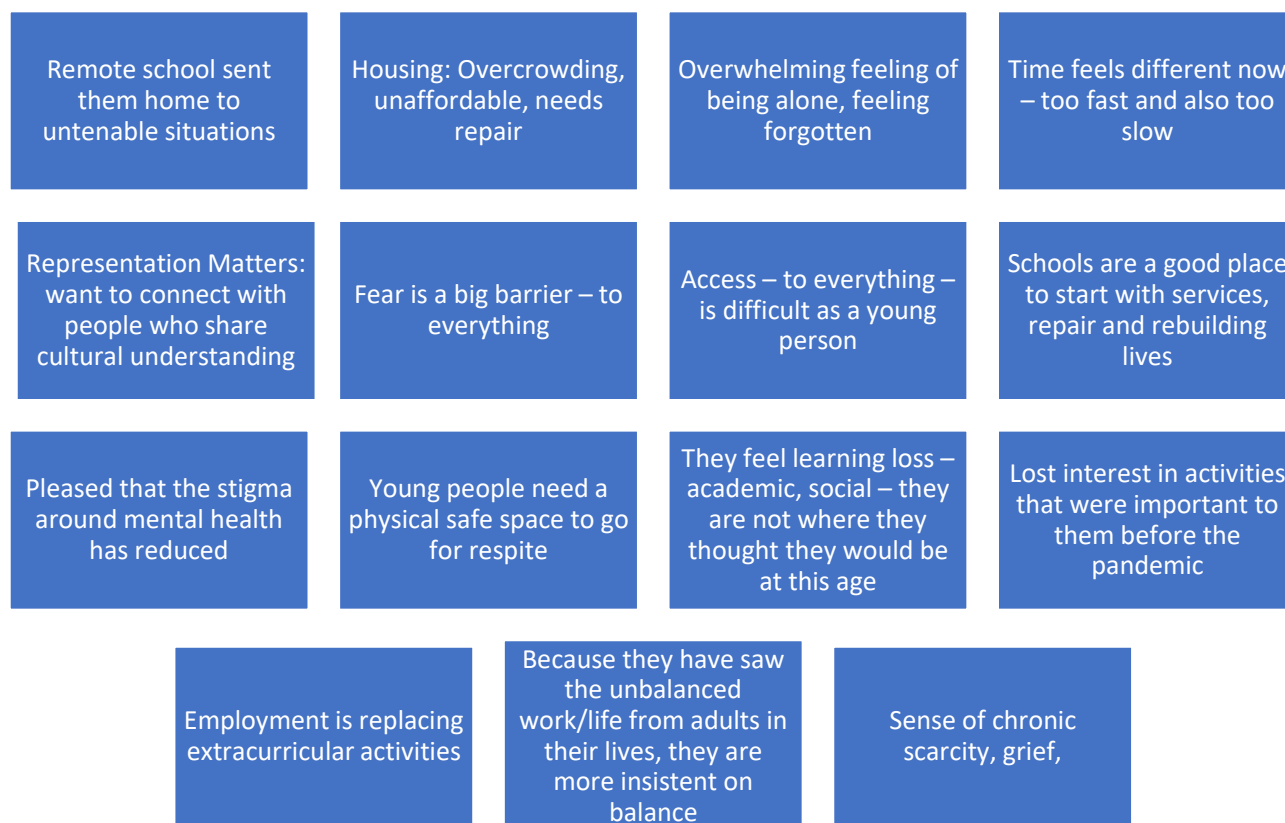 Remote school sent
them home to
untenable situations
Housing: Overcrowding,
unaffordable, needs
repair
Overwhelming feeling of
being alone, feeling
forgotten
Time feels different now
– too fast and also too
slow
Representation Matters:
want to connect with
people who share
cultural understanding
Fear is a big barrier – to
everything
Access – to everything –
is difficult as a young
person
Schools are a good place
to start with services,
repair and rebuilding
lives
Pleased that the stigma
around mental health
has reduced
Young people need a
physical safe space to go
for respite
They feel learning loss –
academic, social – they
are not where they
thought they would be
at this age
Lost interest in activities
that were important to
them before the
pandemic
Employment is replacing
extracurricular activities
Because they have saw
the unbalanced
work/life from adults in
their lives, they are
more insistent on
balance
Sense of chronic
scarcity, grief,